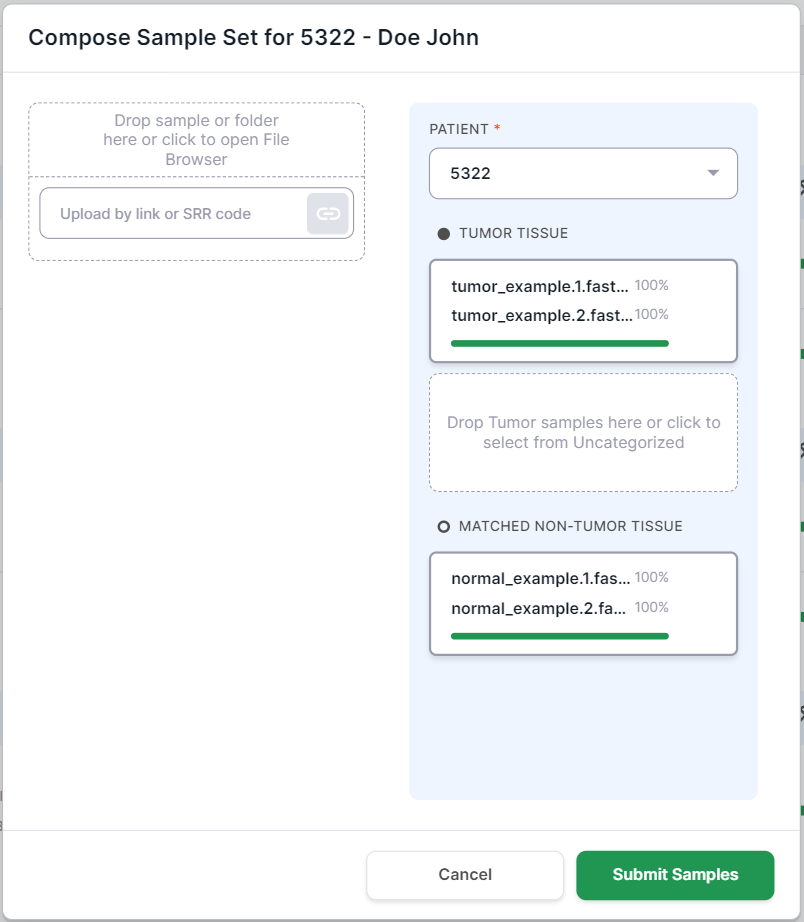 Compose Sample Set for 5322 - Doe John
Drop sample or folder
here or click to open File
Browser
Upload by link or SRR code
PATIENT *
5322
TUMOR TISSUE
tumor_example.1.fast... 100%
tumor_example.2.fast... 100%
Drop Tumor samples here or click to
select from Uncategorized
MATCHED NON-TUMOR TISSUE
normal_example.1.fas... 100%
normal_example.2.fa... 100%
Cancel
Submit Samples